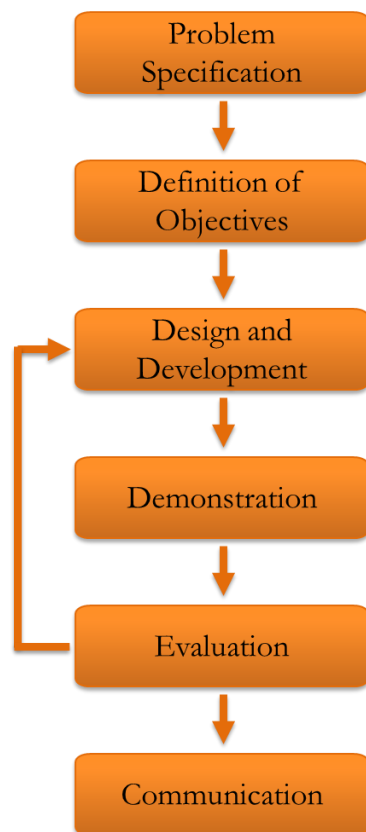 Problem
Specification
Definition of
Objectives
Design and
Development
Demonstration
Evaluation
Communication